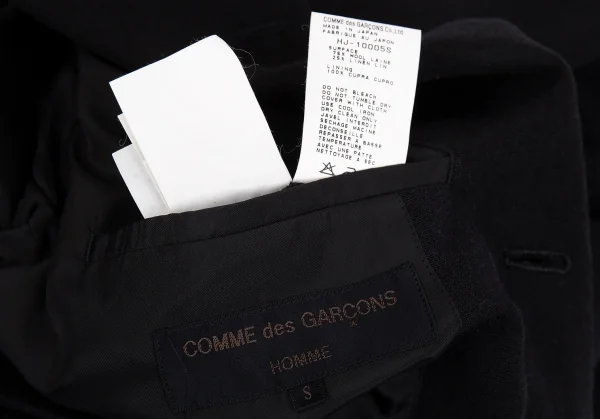 COMME des GARCONS Co.,Ltd.
MADE IN JAPAN
FABRIQUE AU JAPON
HJ-10005S
SURFACE
75% WOOL LAINE
25% LINEN LIN
LINING
100% CUPRA CUPRO
DO NOT BLEACH
DO NOT TUMBLE DRY
COVER WITH CLOTH
USE COOL IRON
DRY CLEAN ONLY
JAVEL INTERDIT
SECHAGE MACINE
DECONSEILLE
REPASSER A BASSE
TEMPERATURE
AVEC UNE PATTE
NETTOYAGE A SEC
COMME des GARCONS
HOMME
S